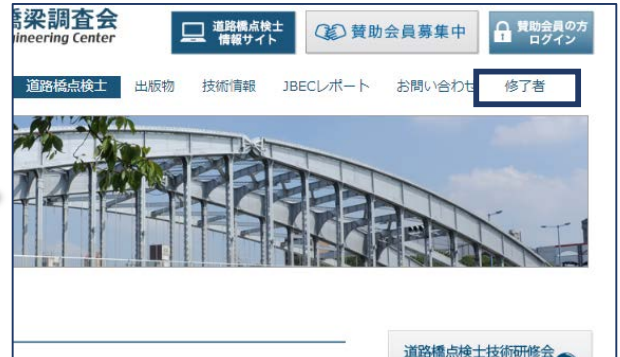 橋梁調査会
ineering Center
道路橋点検士
情報サイト
賛助会員募集中
賛助会員の方
ログイン
道路橋点検士 出版物 技術情報 JBECレポート お問い合わせ 修了者
道路橋点検士技術研修会